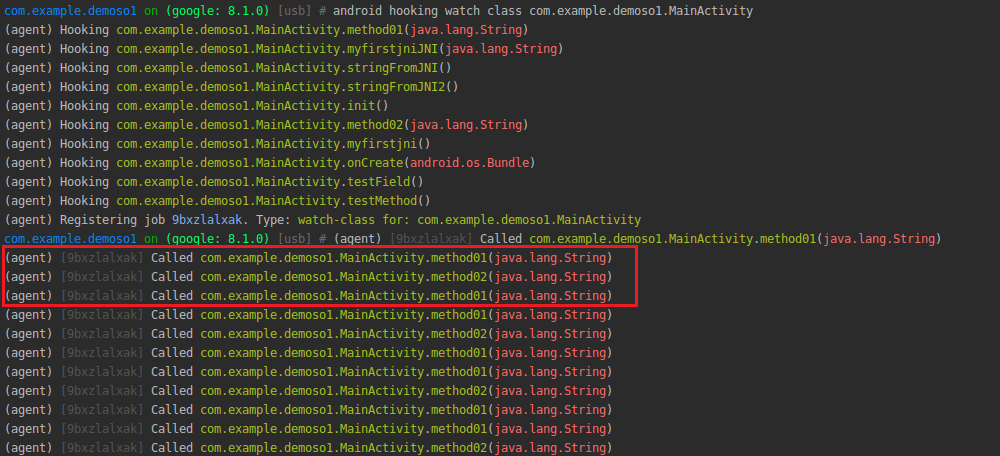 com.example.demoso1 on (google: 8.1.0) [usb] # android hooking watch class com.example.demoso1.MainActivity
(agent) Hooking com.example.demoso1.MainActivity.method01(java.lang.String)
(agent) Hooking com.example.demoso1.MainActivity.myfirstjniJNI(java.lang.String)
(agent) Hooking com.example.demoso1.MainActivity.stringFromJNI()
(agent) Hooking com.example.demoso1.MainActivity.stringFromJNI2()
(agent) Hooking com.example.demoso1.MainActivity.init()
(agent) Hooking com.example.demoso1.MainActivity.method02(java.lang.String)
(agent) Hooking com.example.demoso1.MainActivity.myfirstjni()
(agent) Hooking com.example.demoso1.MainActivity.onCreate(android.os.Bundle)
(agent) Hooking com.example.demoso1.MainActivity.testField()
(agent) Hooking com.example.demoso1.MainActivity.testMethod()
(agent) Registering job 9bxzlalxak. Type: watch-class for: com.example.demoso1.MainActivity
com.example.demoso1 on (google: 8.1.0) [usb] # (agent) [9bxzlalxak] Called com.example.demoso1.MainActivity.method01(java.lang.String)
(agent) [9bxzlalxak] Called com.example.demoso1.MainActivity.method01(java.lang.String)
(agent) [9bxzlalxak] Called com.example.demoso1.MainActivity.method02(java.lang.String)
(agent) [9bxzlalxak] Called com.example.demoso1.MainActivity.method01(java.lang.String)
(agent) [9bxzlalxak] Called com.example.demoso1.MainActivity.method01(java.lang.String)
(agent) [9bxzlalxak] Called com.example.demoso1.MainActivity.method02(java.lang.String)
(agent) [9bxzlalxak] Called com.example.demoso1.MainActivity.method01(java.lang.String)
(agent) [9bxzlalxak] Called com.example.demoso1.MainActivity.method01(java.lang.String)
(agent) [9bxzlalxak] Called com.example.demoso1.MainActivity.method02(java.lang.String)
(agent) [9bxzlalxak] Called com.example.demoso1.MainActivity.method01(java.lang.String)
(agent) [9bxzlalxak] Called com.example.demoso1.MainActivity.method01(java.lang.String)
(agent) [9bxzlalxak] Called com.example.demoso1.MainActivity.method02(java.lang.String)